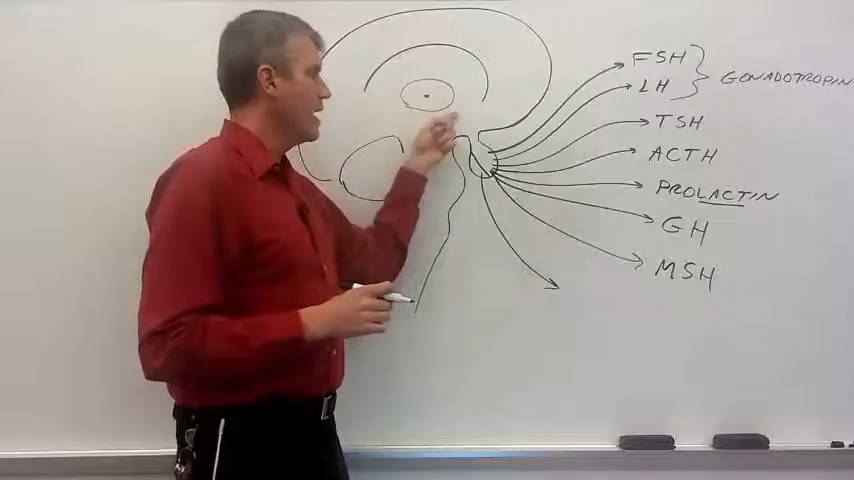 FSH
LH
GONADOTROPIN
TSH
ACTH
PROLACTIN
GH
MSH